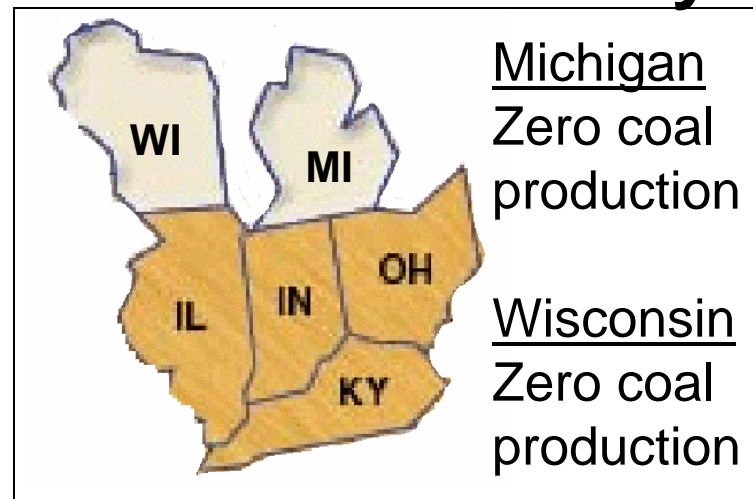 Michigan
Zero coal
production
Wisconsin
Zero coal
production
WI
MI
IL
IN
OH
KY